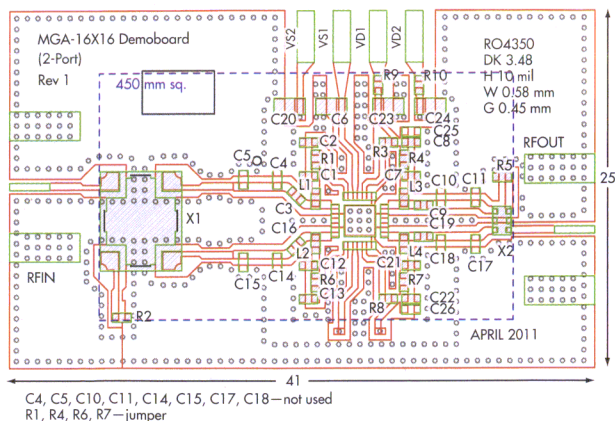 MGA-16X16 Demoboard
(2-Port)
Rev 1
VS2
VS1
VD1
VD2
RO4350
DK 3.48
H 10 mil
W 0.58 mm
G 0.45 mm
450 mm sq.
R9
R10
C20
C6
C23
C24
C25
C2
C8
R1
R3
R4
C5
C4
L1
C1
C7
L3
C10
C11
R5
RFOUT
C3
C9
X1
C16
C19
25
L2
L4
C18
X2
C15
C14
C12
C21
C17
RFIN
R6
R7
C13
R8
C22
C26
R2
APRIL 2011
41
C4, C5, C10, C11, C14, C15, C17, C18—not used
R1, R4, R6, R7—jumper